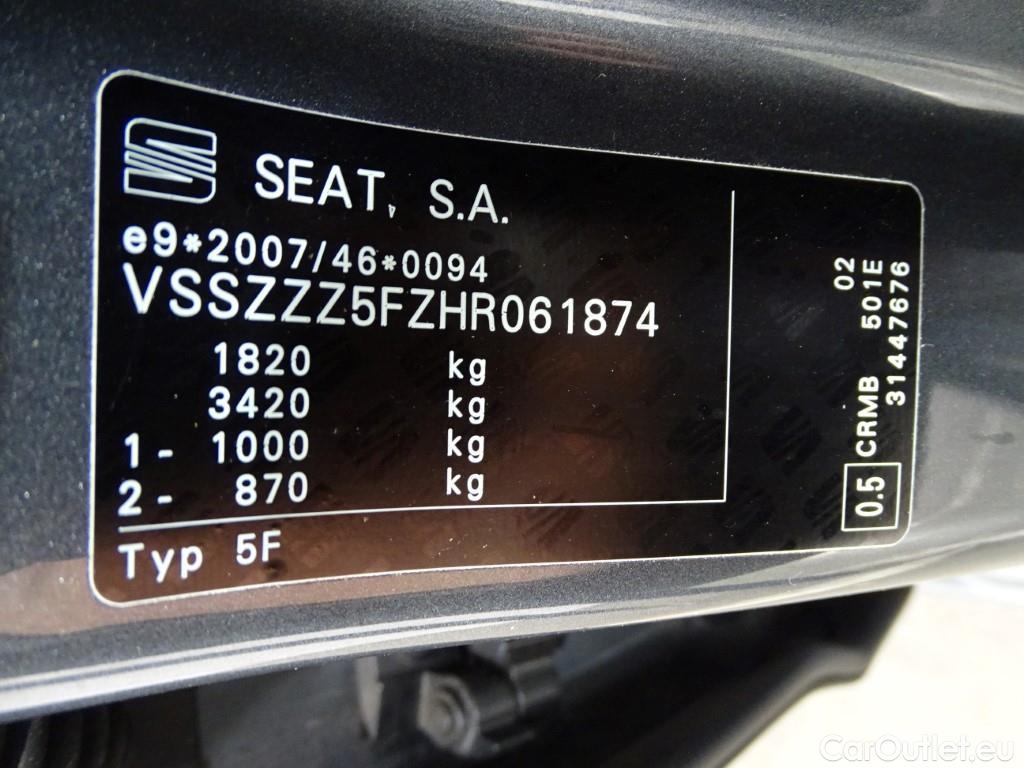 SEAT, S.A.
e9*2007/46*0094
VSSZZZ5FZHR061874
1820 kg
3420 kg
1- 1000 kg
2- 870 kg
Typ 5F
02
0.5 CRMB 501E
31447676
CarOutlet.eu